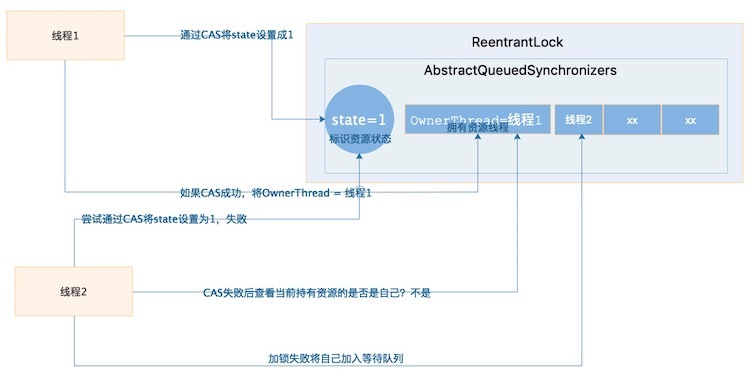 线程1
通过CAS将state设置成1
ReentrantLock
AbstractQueuedSynchronizers
state=1
标识资源状态
OwnerThread=线程1
拥有资源线程
线程2
xx
xx
如果CAS成功，将OwnerThread = 线程1
尝试通过CAS将state设置为1，失败
线程2
CAS失败后查看当前持有资源的是否是自己？不是
加锁失败将自己加入等待队列